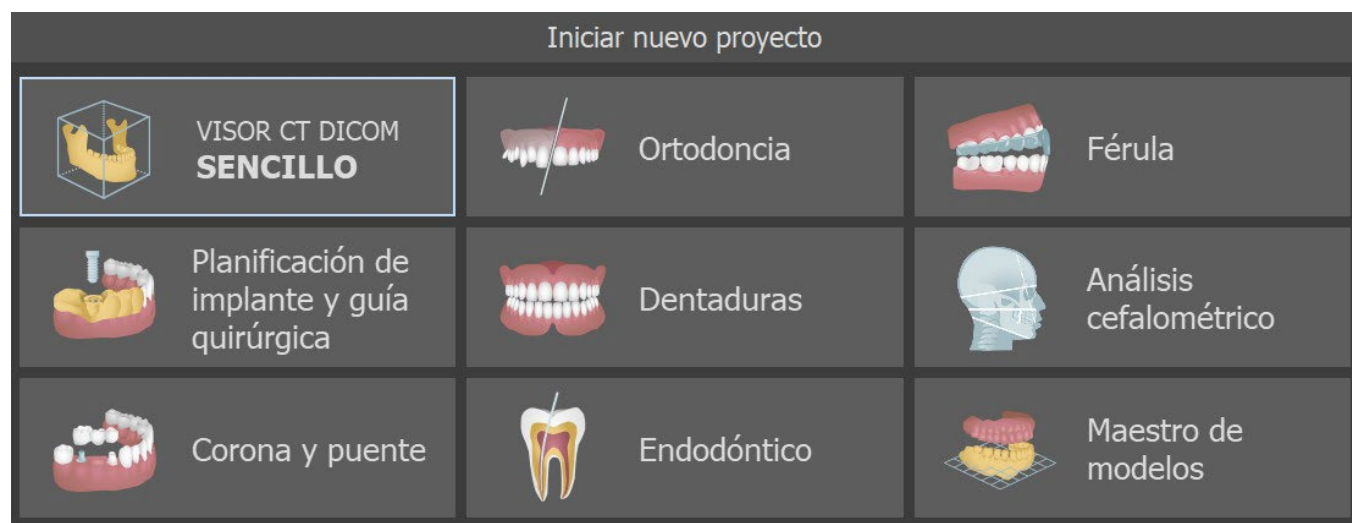 Iniciar nuevo proyecto
VISOR CT DICOM
SENCILLO
Ortodoncia
Férula
Planificación de
implante y guía
quirúrgica
Dentaduras
Análisis
cefalométrico
Corona y puente
Endodóntico
Maestro de
modelos